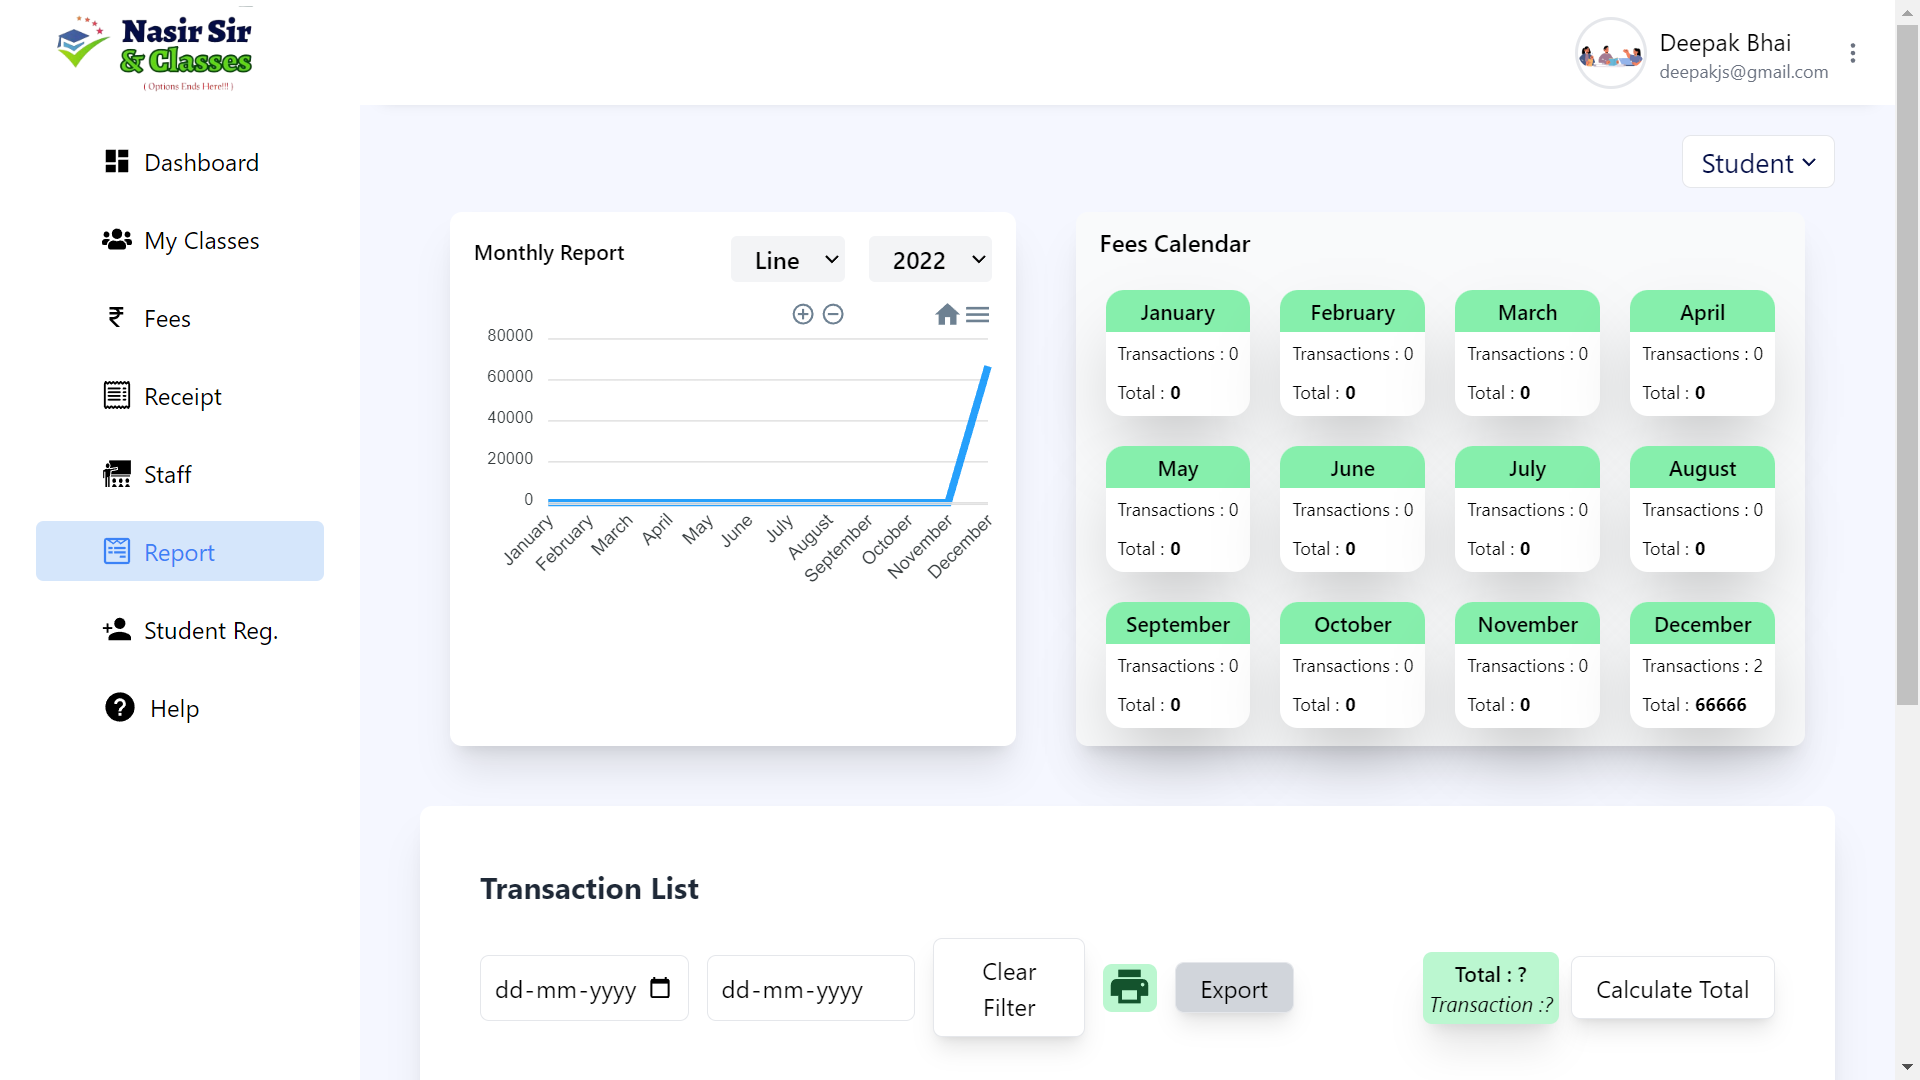 Nasir Sir
& Classes
( Options Ends Here!!! )
Deepak Bhai
deepakjs@gmail.com
Dashboard
My Classes
Fees
Receipt
Staff
Report
Student Reg.
Help
Student
Monthly Report
Line
2022
80000
60000
40000
20000
0
January
February
March
April
May
June
July
August
September
October
November
December
Fees Calendar
January
Transactions : 0
Total : 0
February
Transactions : 0
Total : 0
March
Transactions : 0
Total : 0
April
Transactions : 0
Total : 0
May
Transactions : 0
Total : 0
June
Transactions : 0
Total : 0
July
Transactions : 0
Total : 0
August
Transactions : 0
Total : 0
September
Transactions : 0
Total : 0
October
Transactions : 0
Total : 0
November
Transactions : 0
Total : 0
December
Transactions : 2
Total : 66666
Transaction List
dd-mm-yyyy
dd-mm-yyyy
Clear
Filter
Export
Total : ?
Transaction :?
Calculate Total